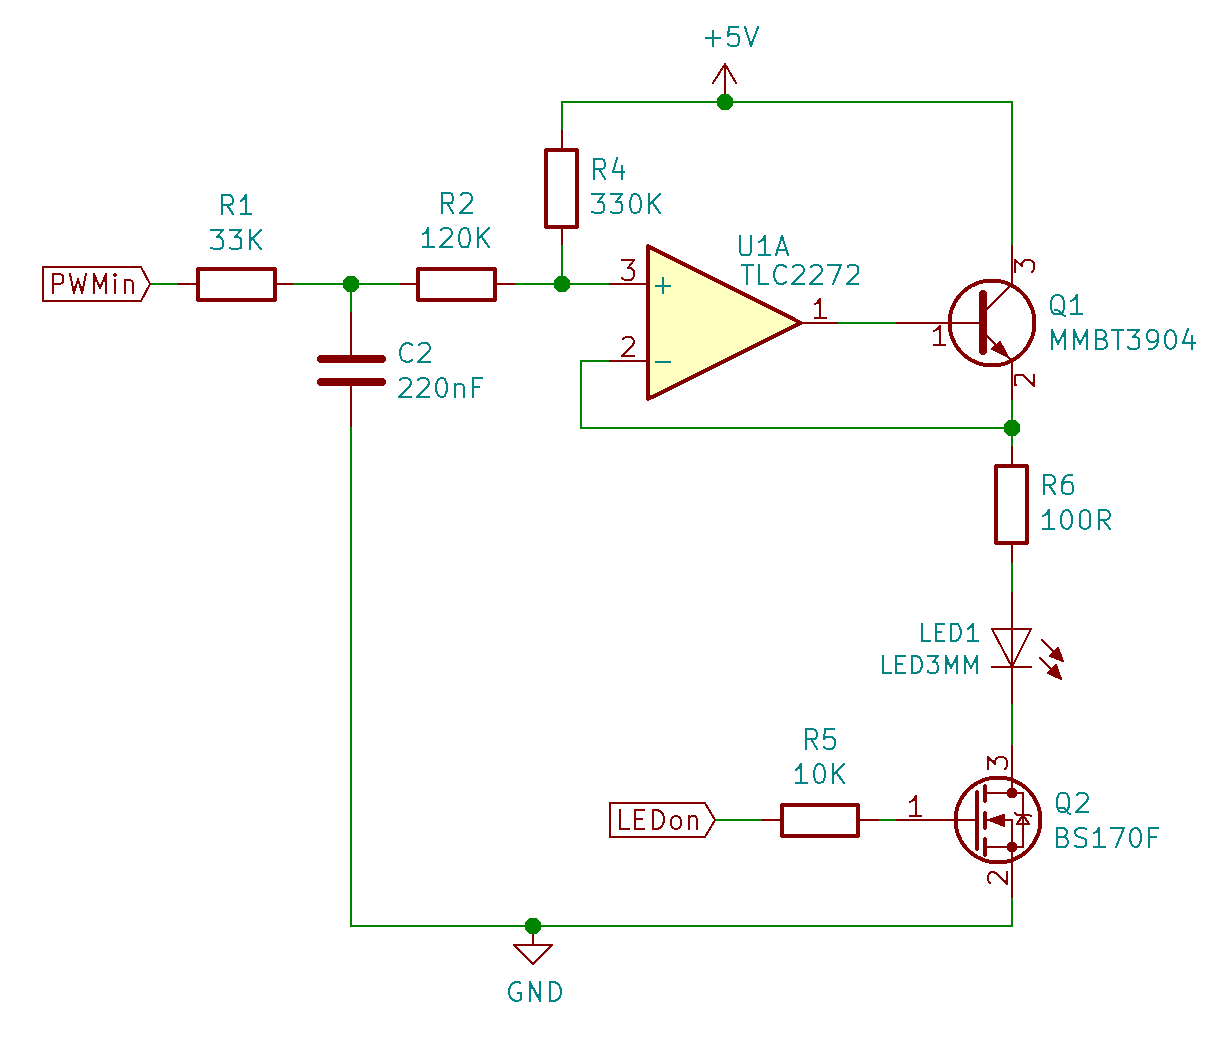 +5V
R4
330K
R1
33K
R2
120K
U1A
TLC2272
PWMin
3
+
1
2
−
3
Q1
1
MMBT3904
2
C2
220nF
R6
100R
LED1
LED3MM
R5
10K
3
LEDon
1
Q2
BS170F
2
GND